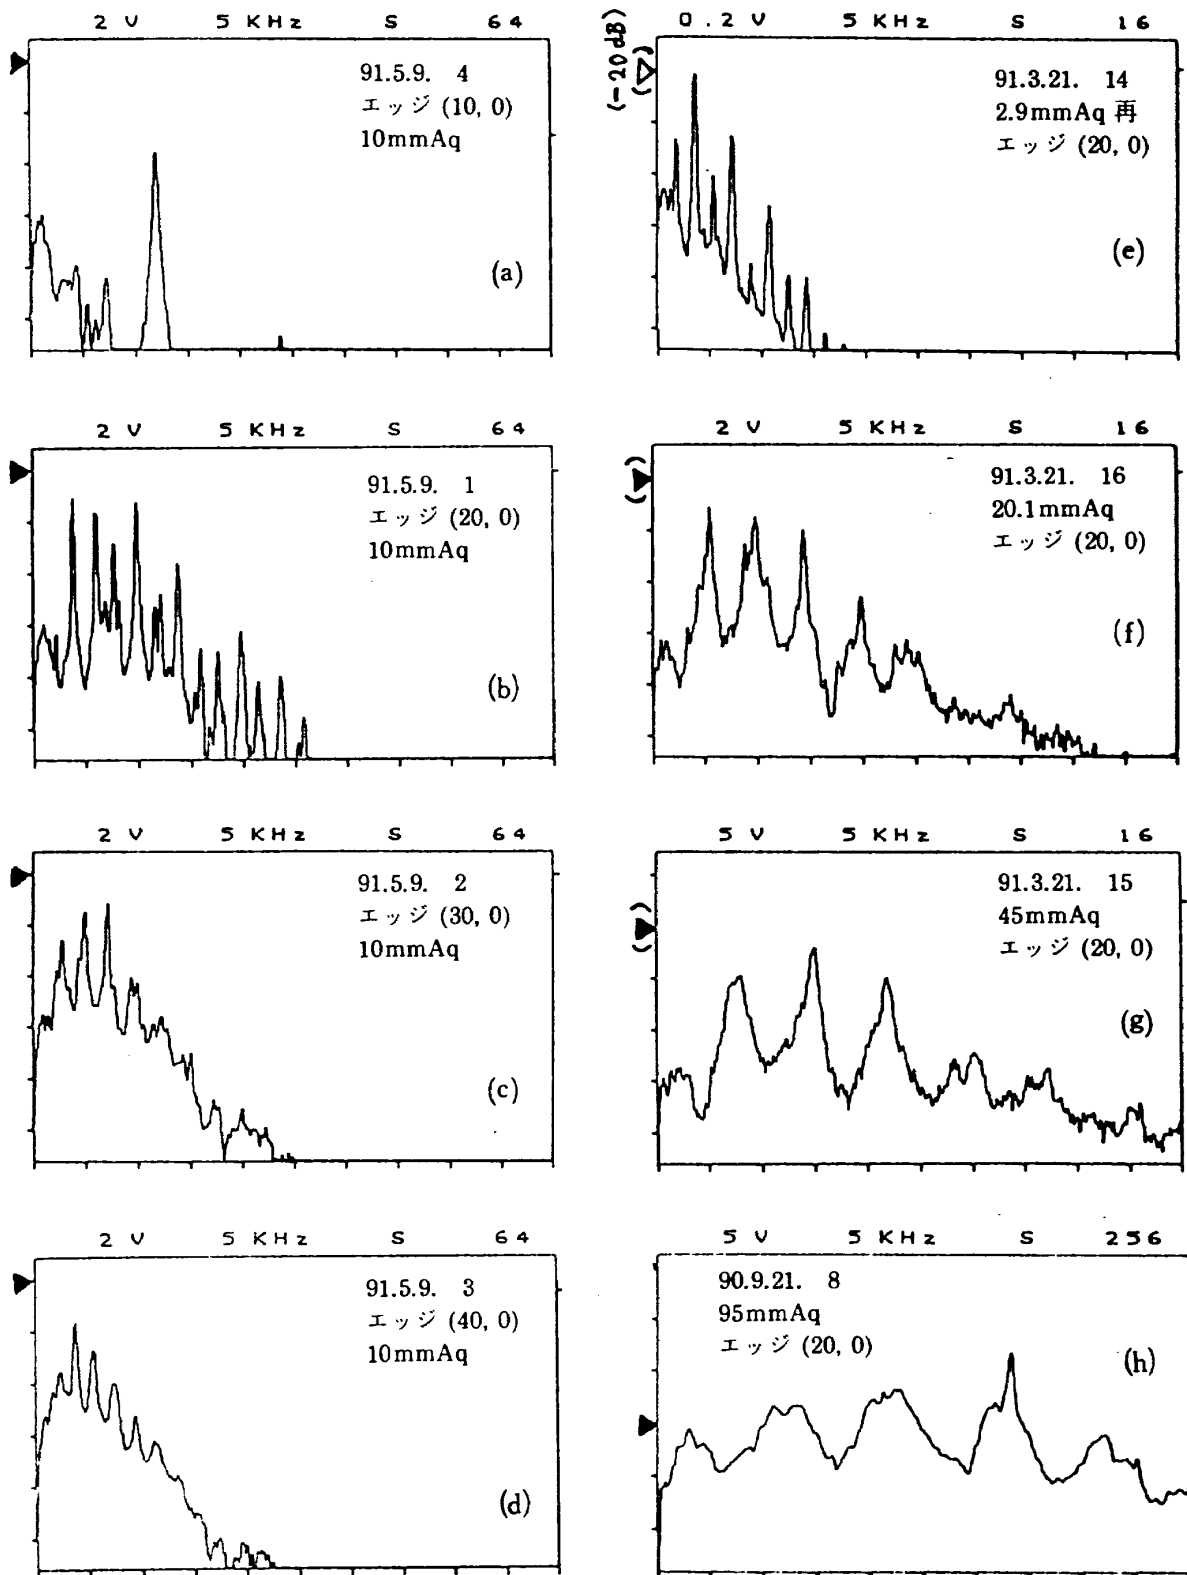 2 V 5 KHz S 64
91.5.9. 4
エッジ (10, 0)
10mmAq
(a)
2 V 5 KHz S 64
91.5.9. 1
エッジ (20, 0)
10mmAq
(b)
2 V 5 KHz S 64
91.5.9. 2
エッジ (30, 0)
10mmAq
(c)
2 V 5 KHz S 64
91.5.9. 3
エッジ (40, 0)
10mmAq
(d)
(-20dB)
0.2 V 5 KHz S 16
91.3.21. 14
2.9mmAq 再
エッジ (20, 0)
(e)
2 V 5 KHz S 16
91.3.21. 16
20.1mmAq
エッジ (20, 0)
(f)
5 V 5 KHz S 16
91.3.21. 15
45mmAq
エッジ (20, 0)
(g)
5 V 5 KHz S 256
90.9.21. 8
95mmAq
エッジ (20, 0)
(h)